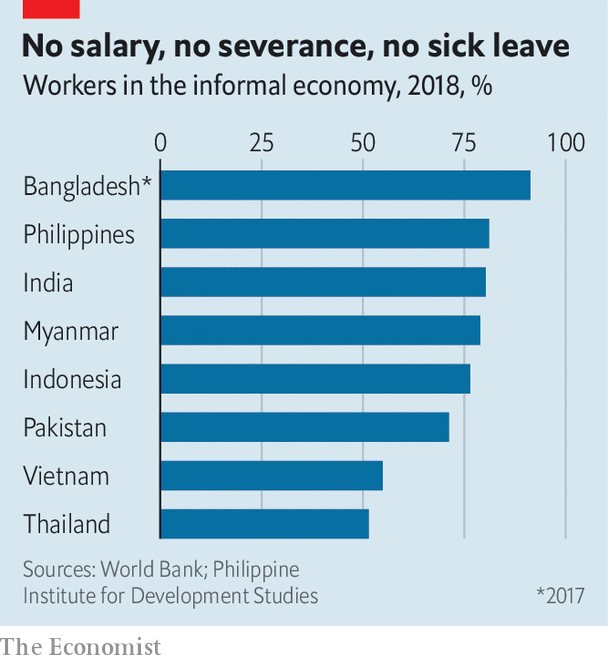 No salary, no severance, no sick leave
Workers in the informal economy, 2018, %
0 25 50 75 100
Bangladesh*
Philippines
India
Myanmar
Indonesia
Pakistan
Vietnam
Thailand
Sources: World Bank; Philippine
Institute for Development Studies *2017
The Economist